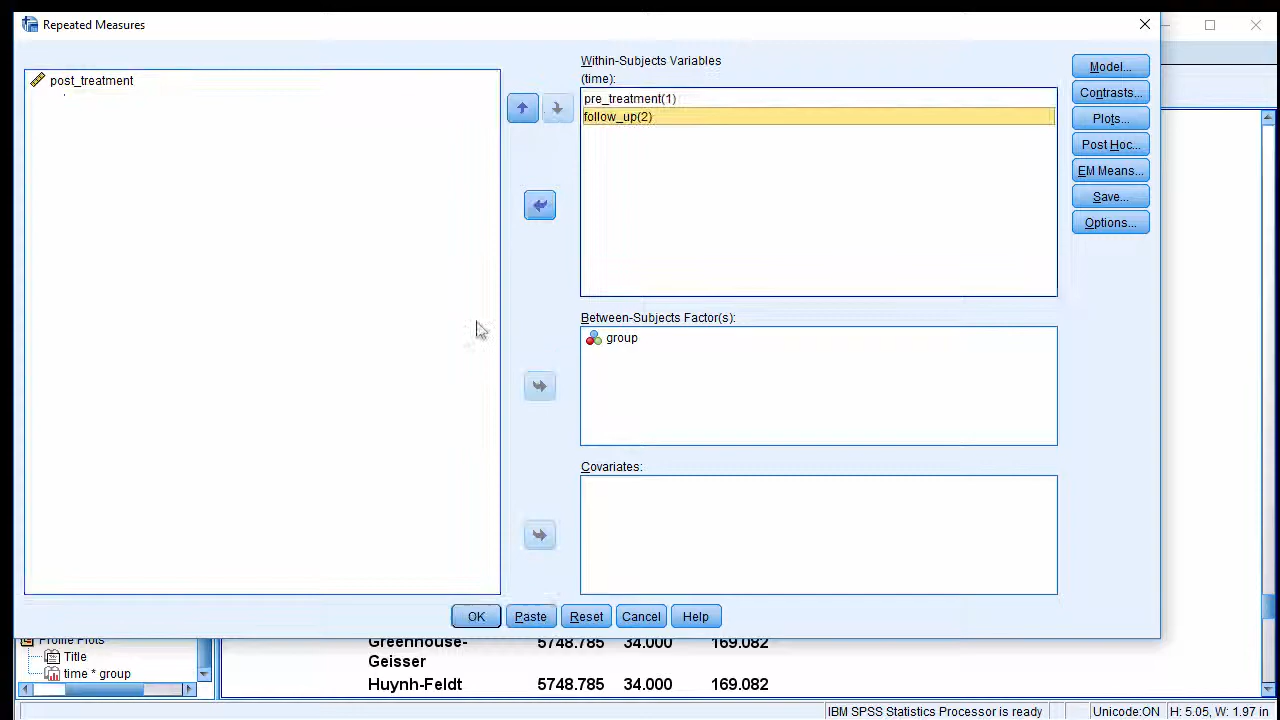 Repeated Measures
post_treatment
Within-Subjects Variables
(time):
pre_treatment(1)
follow_up(2)
Between-Subjects Factor(s):
group
Covariates:
Model...
Contrasts...
Plots...
Post Hoc...
EM Means...
Save...
Options...
OK Paste Reset Cancel Help
Profile Plots
Title
time * group
Greenhouse-Geisser 5748.785 34.000 169.082
Huynh-Feldt 5748.785 34.000 169.082
IBM SPSS Statistics Processor is ready Unicode:ON H: 5.05, W: 1.97 in